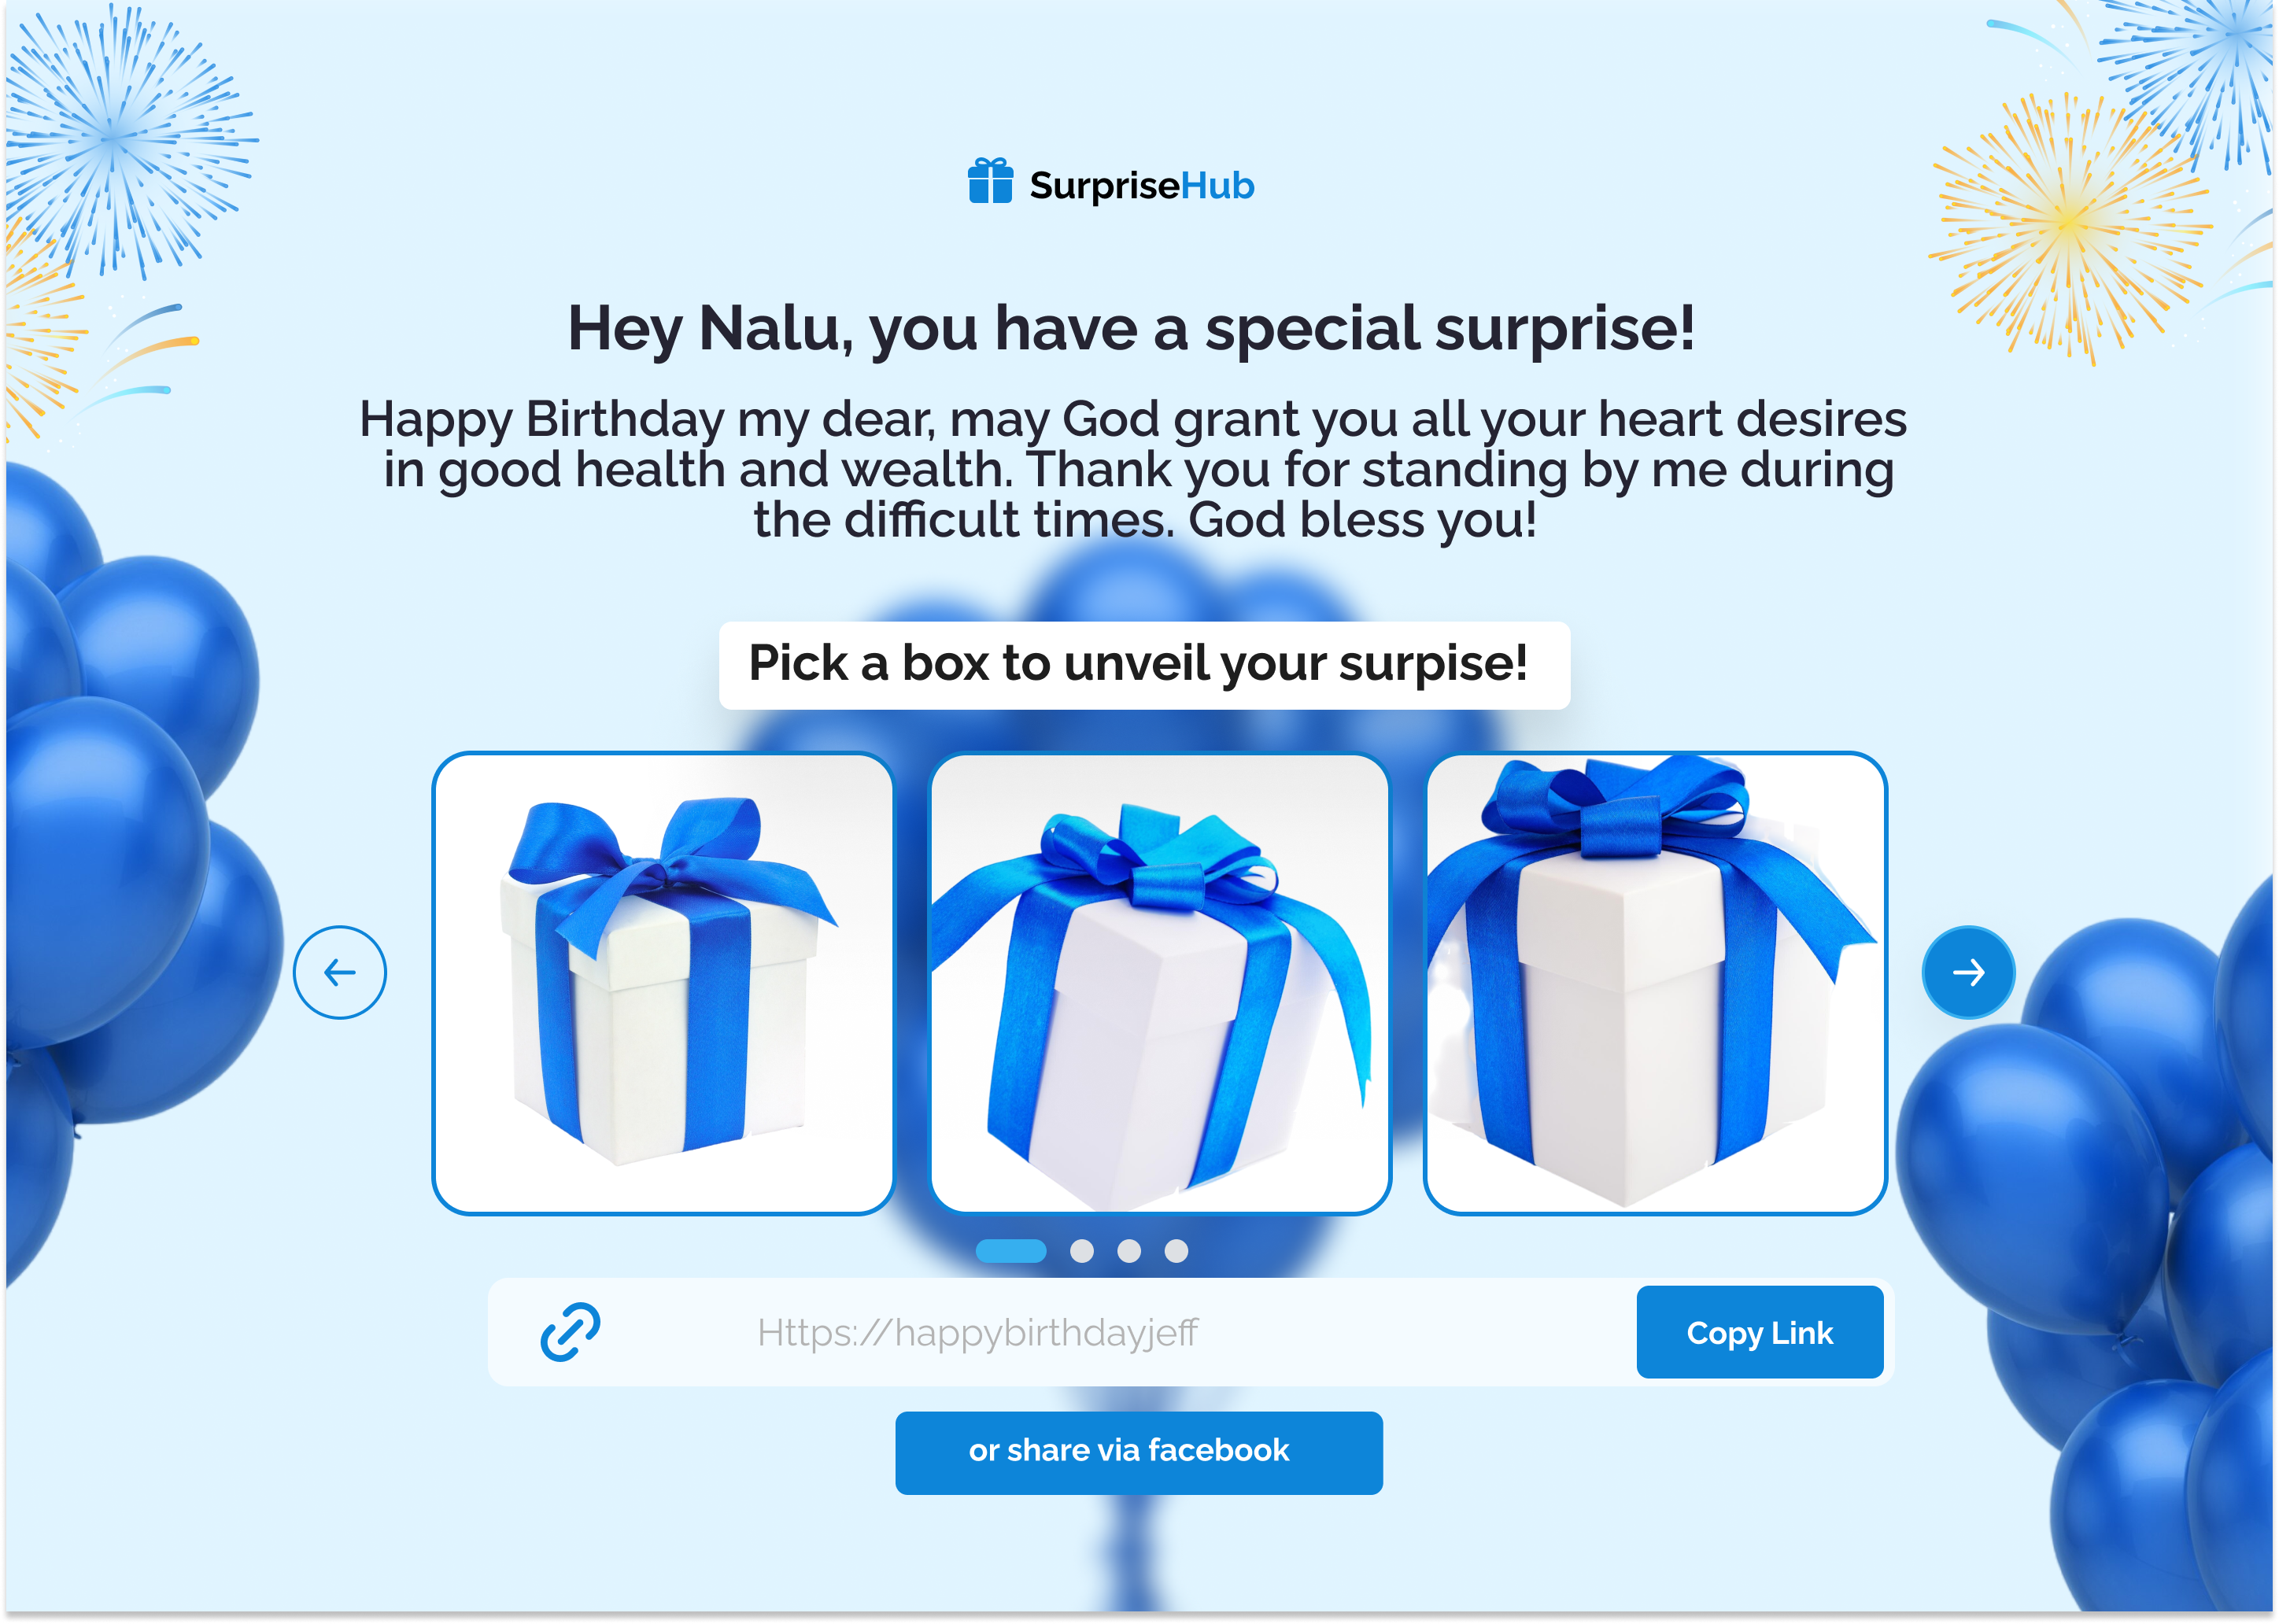 SurpriseHub
Hey Nalu, you have a special surprise!
Happy Birthday my dear, may God grant you all your heart desires
in good health and wealth. Thank you for standing by me during
the difficult times. God bless you!
Pick a box to unveil your surpise!
Https://happybirthdayjeff
Copy Link
or share via facebook